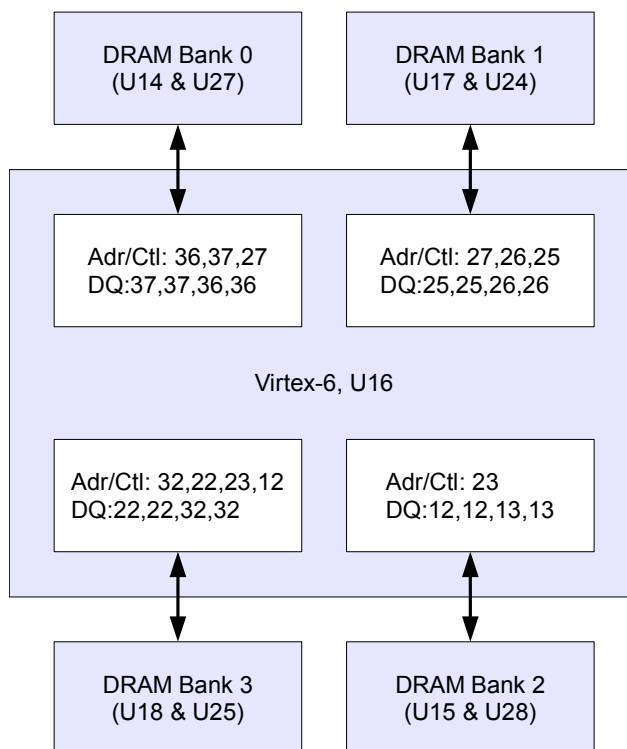 DRAM Bank 0
(U14 & U27)
DRAM Bank 1
(U17 & U24)
Adr/Ctl: 36,37,27
DQ:37,37,36,36
Adr/Ctl: 27,26,25
DQ:25,25,26,26
Virtex-6, U16
Adr/Ctl: 32,22,23,12
DQ:22,22,32,32
Adr/Ctl: 23
DQ:12,12,13,13
DRAM Bank 3
(U18 & U25)
DRAM Bank 2
(U15 & U28)